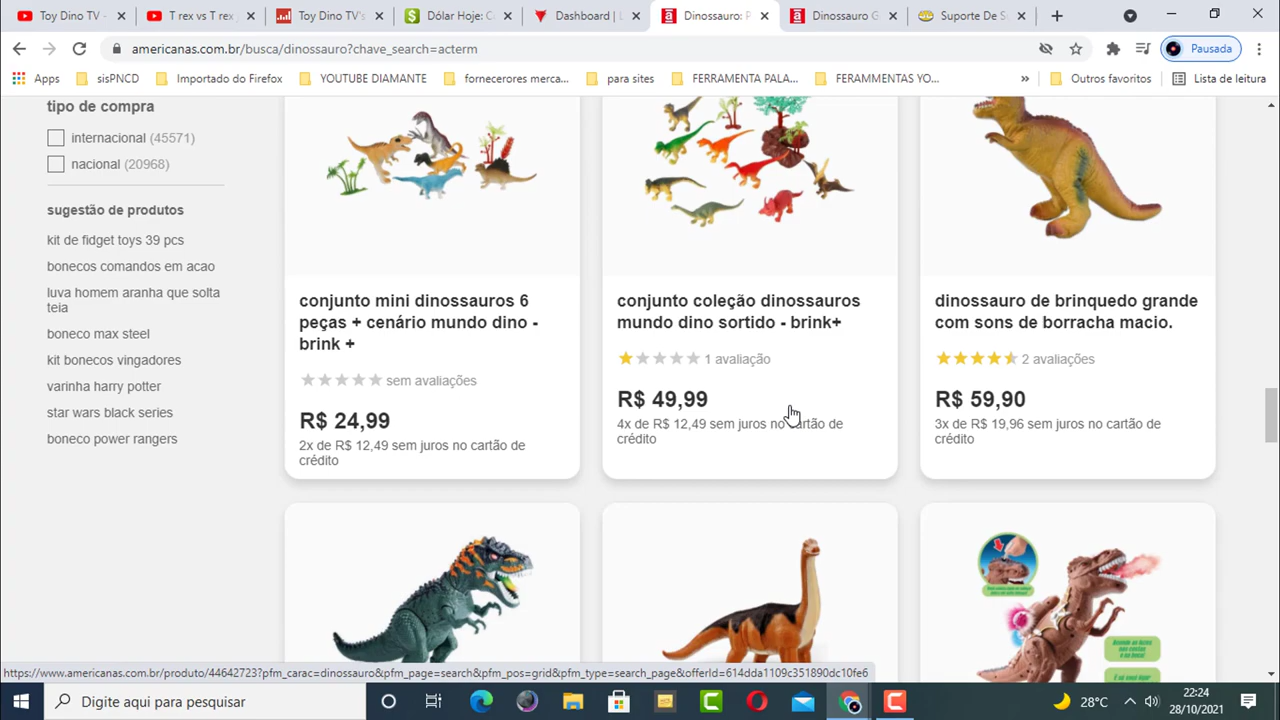 Toy Dino TV -
T rex vs T rex
Toy Dino TV's
Dólar Hoje: C
Dashboard | L
Dinossauro: P
Dinossauro G
Suporte De S
americanas.com.br/busca/dinossauro?chave_search=acterm
Pausada
Apps
sisPNCD
Importado do Firefox
YOUTUBE DIAMANTE
fornecerores merca...
para sites
FERRAMENTA PALA...
FERAMMENTAS YO...
»
Outros favoritos
Lista de leitura
tipo de compra
internacional (45571)
nacional (20968)
sugestão de produtos
kit de fidget toys 39 pcs
bonecos comandos em acao
luva homem aranha que solta
teia
boneco max steel
kit bonecos vingadores
varinha harry potter
star wars black series
boneco power rangers
conjunto mini dinossauros 6
peças + cenário mundo dino -
brink +
sem avaliações
R$ 24,99
2x de R$ 12,49 sem juros no cartão de
crédito
conjunto coleção dinossauros
mundo dino sortido - brink+
1 avaliação
R$ 49,99
4x de R$ 12,49 sem juros no cartão de
crédito
dinossauro de brinquedo grande
com sons de borracha macio.
2 avaliações
R$ 59,90
3x de R$ 19,96 sem juros no cartão de
crédito
https://www.americanas.com.br/produto/44642723?pfm_carac=dinossauro&pfm_page=search&pfm_pos=grid&pfm_type=search_page&offerId=614dda1109c351890dc10fe6
Digite aqui para pesquisar
28°C
22:24
28/10/2021